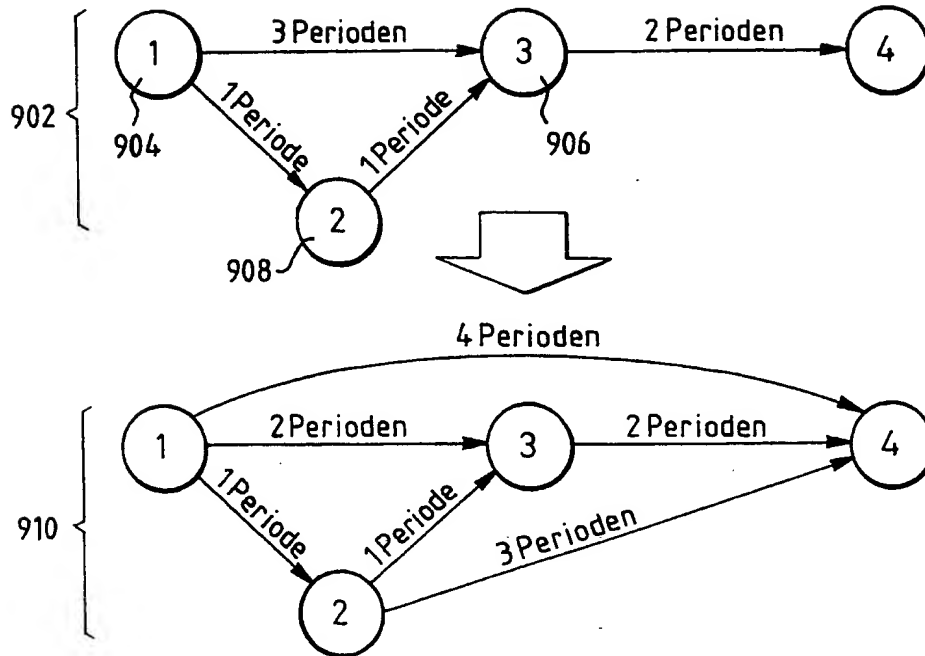 1
3 Perioden
3
2 Perioden
4
902
904
1 Periode
1 Periode
906
2
908
4 Perioden
1
2 Perioden
3
2 Perioden
4
910
1 Periode
1 Periode
3 Perioden
2